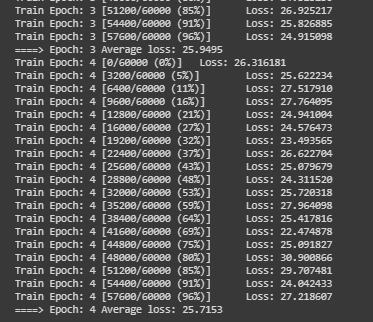 Train Epoch: 3 [51200/60000 (85%)] Loss: 26.925217
Train Epoch: 3 [54400/60000 (91%)] Loss: 25.826885
Train Epoch: 3 [57600/60000 (96%)] Loss: 24.915098
====> Epoch: 3 Average loss: 25.9495
Train Epoch: 4 [0/60000 (0%)] Loss: 26.316181
Train Epoch: 4 [3200/60000 (5%)] Loss: 25.622234
Train Epoch: 4 [6400/60000 (11%)] Loss: 27.517910
Train Epoch: 4 [9600/60000 (16%)] Loss: 27.764095
Train Epoch: 4 [12800/60000 (21%)] Loss: 24.941004
Train Epoch: 4 [16000/60000 (27%)] Loss: 24.576473
Train Epoch: 4 [19200/60000 (32%)] Loss: 23.493565
Train Epoch: 4 [22400/60000 (37%)] Loss: 26.622704
Train Epoch: 4 [25600/60000 (43%)] Loss: 25.079679
Train Epoch: 4 [28800/60000 (48%)] Loss: 24.311520
Train Epoch: 4 [32000/60000 (53%)] Loss: 25.720318
Train Epoch: 4 [35200/60000 (59%)] Loss: 27.964098
Train Epoch: 4 [38400/60000 (64%)] Loss: 25.417816
Train Epoch: 4 [41600/60000 (69%)] Loss: 22.474878
Train Epoch: 4 [44800/60000 (75%)] Loss: 25.091827
Train Epoch: 4 [48000/60000 (80%)] Loss: 30.900866
Train Epoch: 4 [51200/60000 (85%)] Loss: 29.707481
Train Epoch: 4 [54400/60000 (91%)] Loss: 24.042433
Train Epoch: 4 [57600/60000 (96%)] Loss: 27.218607
====> Epoch: 4 Average loss: 25.7153